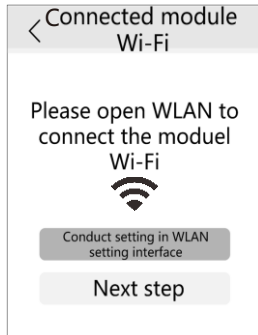 Connected module
Wi-Fi
Please open WLAN to
connect the moduel
Wi-Fi
Conduct setting in WLAN
setting interface
Next step